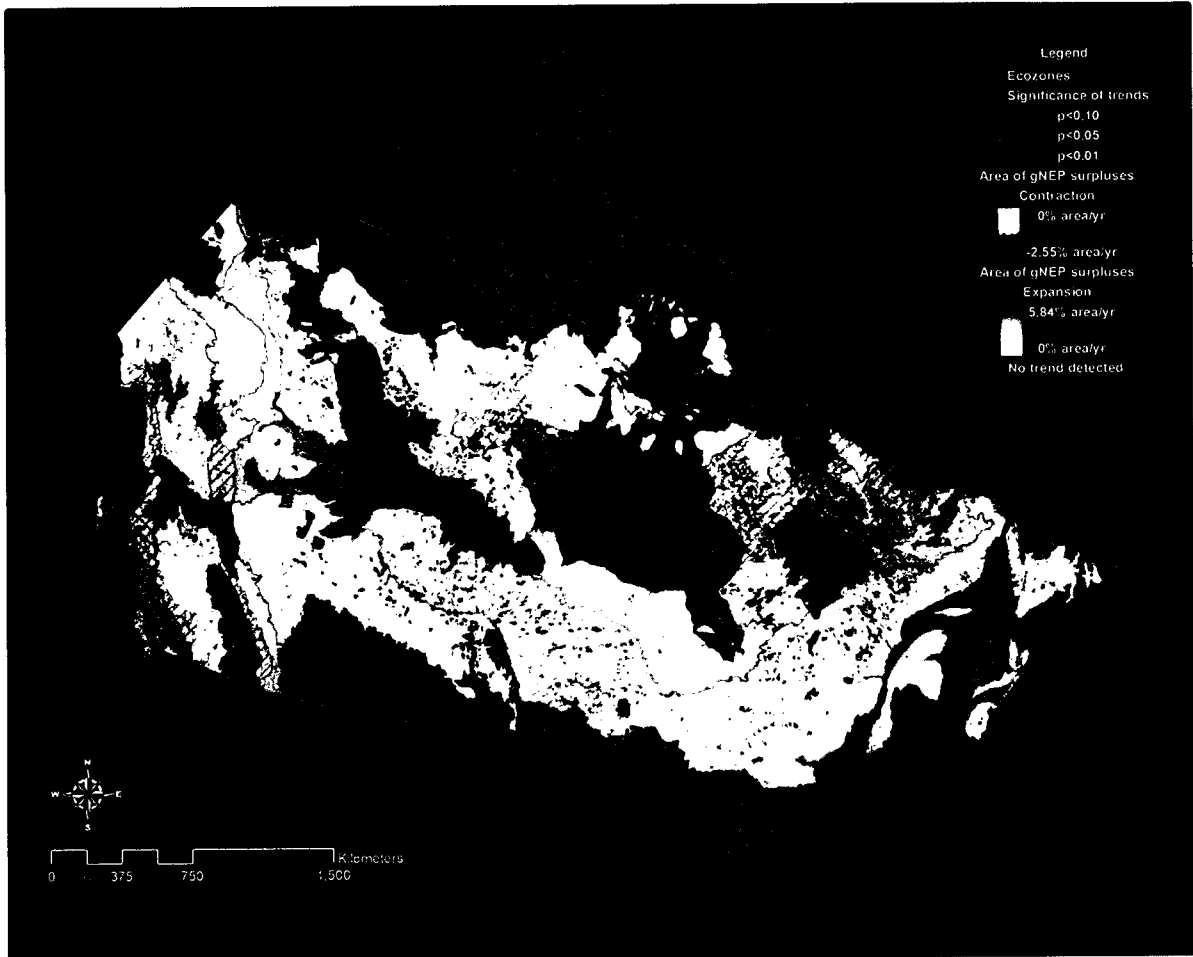 Legend
Ecozones
Significance of trends
p<0.10
p<0.05
p<0.01
Area of gNEP surpluses
Contraction
0% area/yr
-2.55% area/yr
Area of gNEP surpluses
Expansion
5.84% area/yr
0% area/yr
No trend detected
N
W E
S
Kilometers
0 375 750 1,500